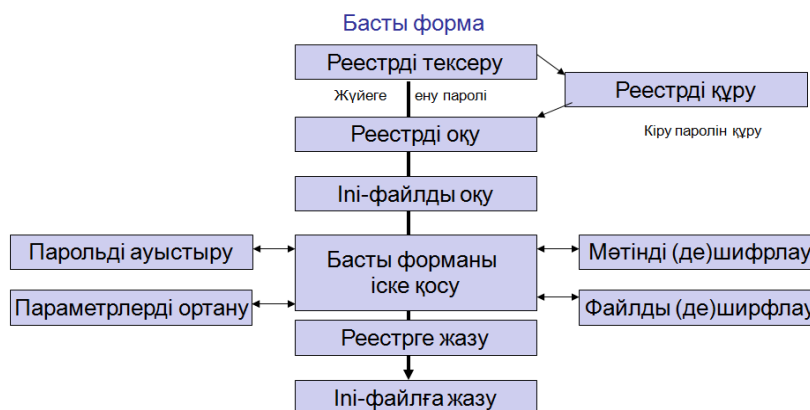 Басты форма
Реестрді тексеру
Жүйеге ену паролі
Реестрді құру
Реестрді оқу
Кіру паролін құру
Ini-файлды оқу
Парольді ауыстыру
Басты форманы
іске қосу
Мәтінді (де)шифрлау
Параметрлерді ортану
Файлды (де)ширфлау
Реестрге жазу
Ini-файлға жазу